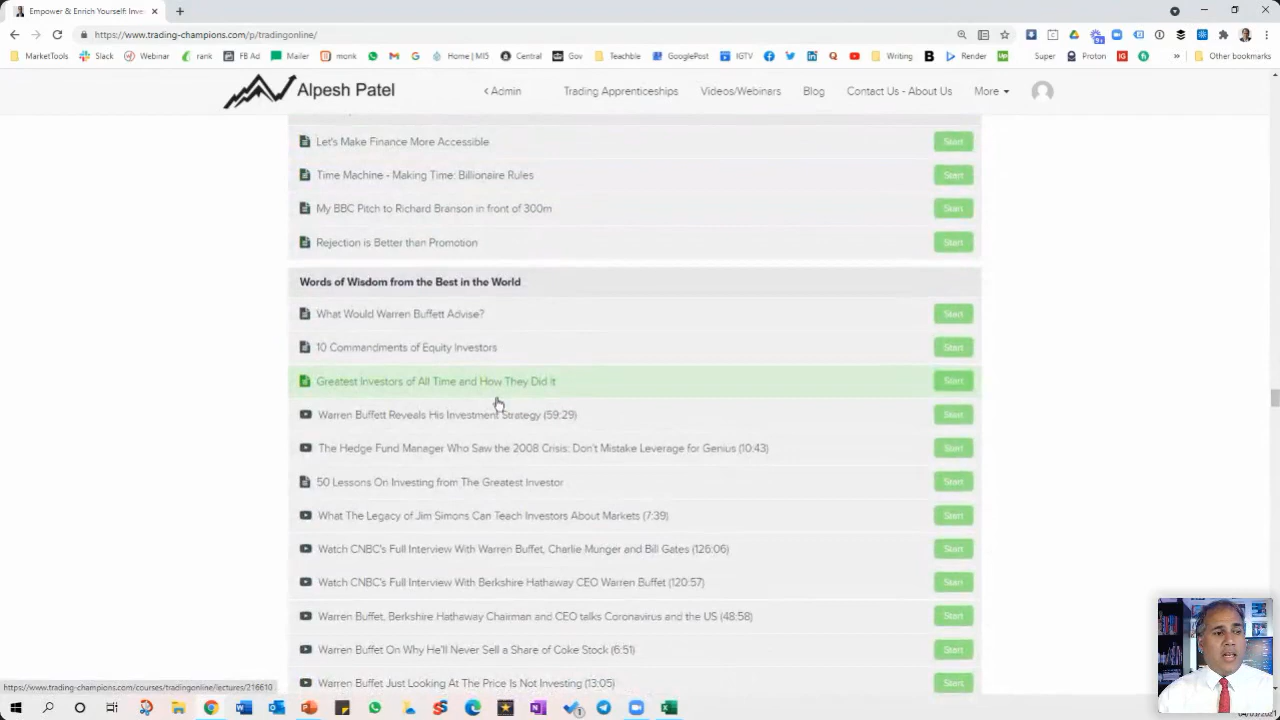 Empower & Enrich Yourself: Inve
https://www.trading-champions.com/p/tradingonline/
MarketTools Slack Webinar rank FB Ad Mailer monk Home | MI5 Central Gov Teachble GooglePost IGTV Writing Blog Render Super Proton Other bookmarks
Alpesh Patel
Admin Trading Apprenticeships Videos/Webinars Blog Contact Us - About Us More
Let's Make Finance More Accessible Start
Time Machine - Making Time: Billionaire Rules Start
My BBC Pitch to Richard Branson in front of 300m Start
Rejection is Better than Promotion Start
Words of Wisdom from the Best in the World
What Would Warren Buffett Advise? Start
10 Commandments of Equity Investors Start
Greatest Investors of All Time and How They Did It Start
Warren Buffett Reveals His Investment Strategy (59:29) Start
The Hedge Fund Manager Who Saw the 2008 Crisis: Don't Mistake Leverage for Genius (10:43) Start
50 Lessons On Investing from The Greatest Investor Start
What The Legacy of Jim Simons Can Teach Investors About Markets (7:39) Start
Watch CNBC's Full Interview With Warren Buffet, Charlie Munger and Bill Gates (126:06) Start
Watch CNBC's Full Interview With Berkshire Hathaway CEO Warren Buffet (120:57) Start
Warren Buffet, Berkshire Hathaway Chairman and CEO talks Coronavirus and the US (48:58) Start
Warren Buffet On Why He'll Never Sell a Share of Coke Stock (6:51) Start
Warren Buffet Just Looking At The Price Is Not Investing (13:05) Start
https://www.trading-champions.com/courses/tradingonline/lectures/216610